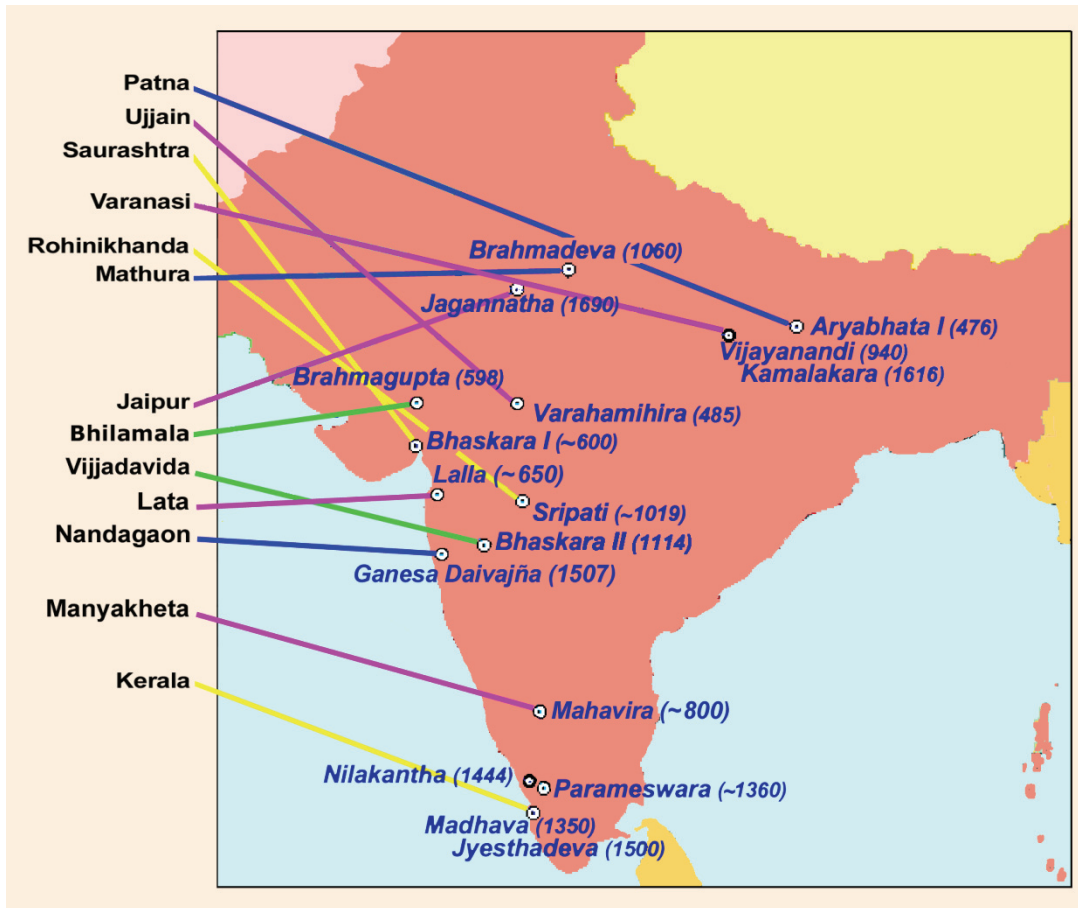 Patna
Ujjain
Saurashtra
Varanasi
Rohinikhanda
Mathura
Jaipur
Bhilamala
Vijjadavida
Lata
Nandagaon
Manyakheta
Kerala
Brahmadeva (1060)
Jagannatha (1690)
Aryabhata I (476)
Vijayanandi (940)
Kamalakara (1616)
Brahmagupta (598)
Varahamihira (485)
Bhaskara I (~600)
Lalla (~650)
Sripati (~1019)
Bhaskara II (1114)
Ganesa Daivajña (1507)
Mahavira (~800)
Nilakantha (1444)
Parameswara (~1360)
Madhava (1350)
Jyesthadeva (1500)